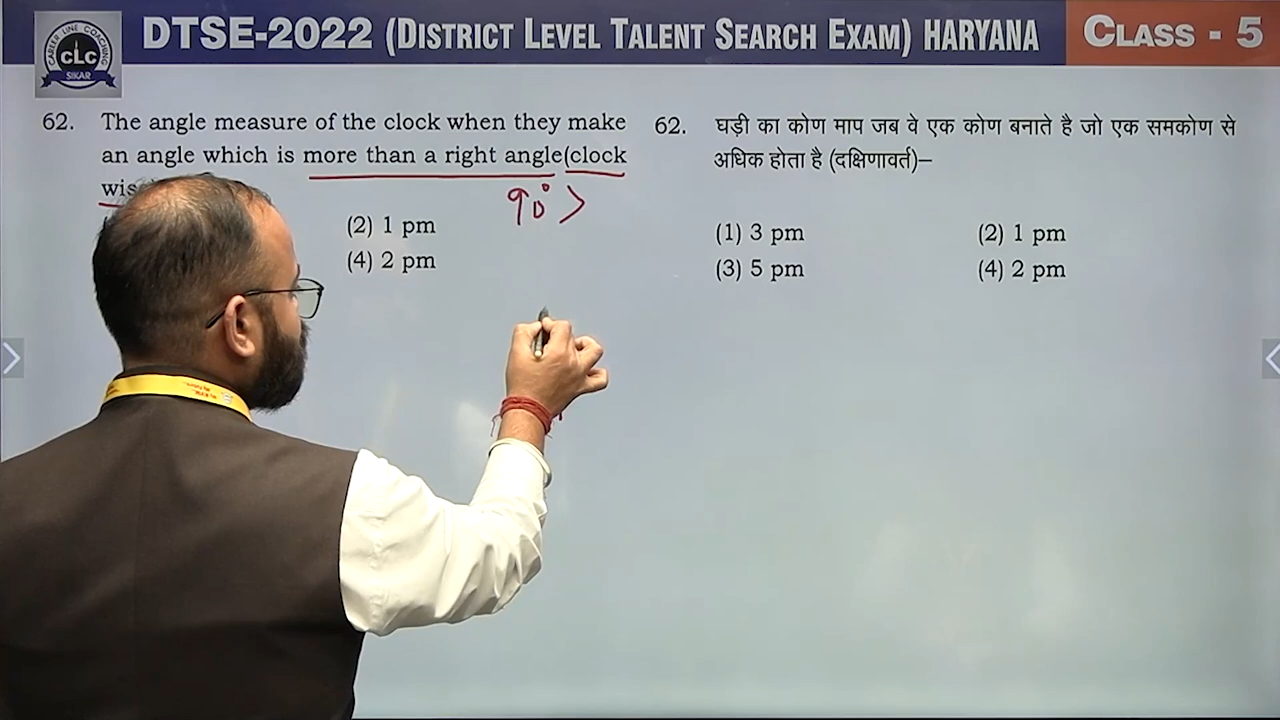 DTSE-2022 (DISTRICT LEVEL TALENT SEARCH EXAM) HARYANA
CLASS - 5
CAREER LINE COACHING
CLC
SIKAR
62. The angle measure of the clock when they make
an angle which is more than a right angle(clock
wis
90° >
(2) 1 pm
(4) 2 pm
62. घड़ी का कोण माप जब वे एक कोण बनाते है जो एक समकोण से
अधिक होता है (दक्षिणावर्त)–
(1) 3 pm (2) 1 pm
(3) 5 pm (4) 2 pm